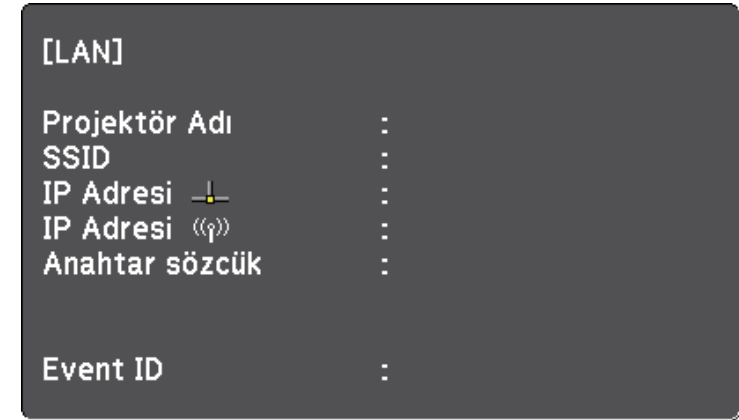 [LAN]
Projektör Adı :
SSID :
IP Adresi :
IP Adresi :
Anahtar sözcük :
Event ID :